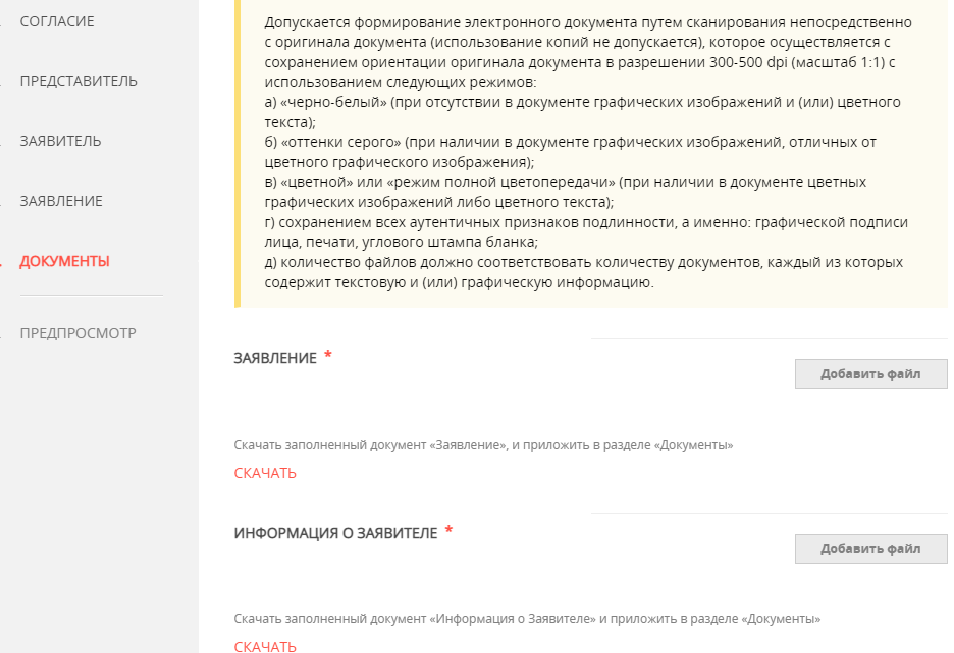 СОГЛАСИЕ
ПРЕДСТАВИТЕЛЬ
ЗАЯВИТЕЛЬ
ЗАЯВЛЕНИЕ
ДОКУМЕНТЫ
ПРЕДПРОСМОТР
Допускается формирование электронного документа путем сканирования непосредственно
с оригинала документа (использование копий не допускается), которое осуществляется с
сохранением ориентации оригинала документа в разрешении 300-500 dpi (масштаб 1:1) с
использованием следующих режимов:
а) «черно-белый» (при отсутствии в документе графических изображений и (или) цветного
текста);
б) «оттенки серого» (при наличии в документе графических изображений, отличных от
цветного графического изображения);
в) «цветной» или «режим полной цветопередачи» (при наличии в документе цветных
графических изображений либо цветного текста);
г) сохранением всех аутентичных признаков подлинности, а именно: графической подписи
лица, печати, углового штампа бланка;
д) количество файлов должно соответствовать количеству документов, каждый из которых
содержит текстовую и (или) графическую информацию.
ЗАЯВЛЕНИЕ *
Добавить файл
Скачать заполненный документ «Заявление», и приложить в разделе «Документы»
СКАЧАТЬ
ИНФОРМАЦИЯ О ЗАЯВИТЕЛЕ *
Добавить файл
Скачать заполненный документ «Информация о Заявителе» и приложить в разделе «Документы»
СКАЧАТЬ